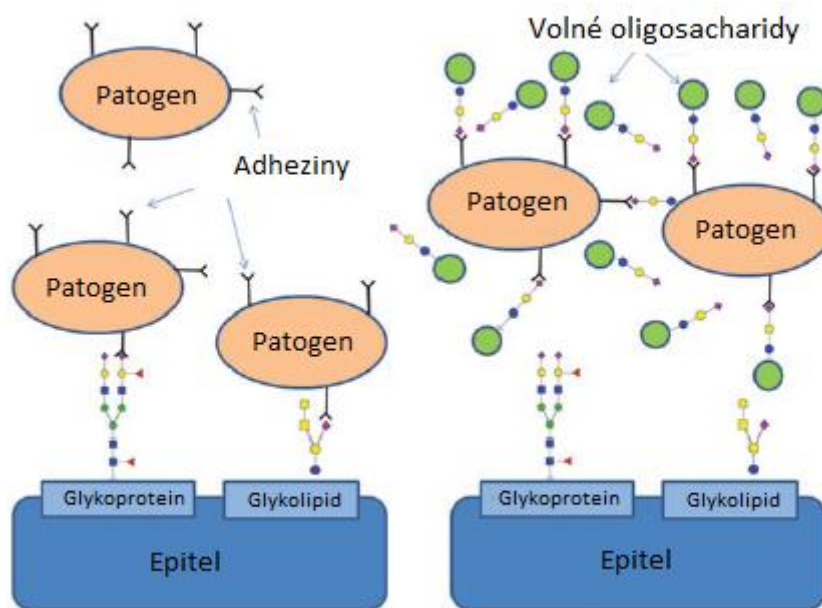 Volné oligosacharidy
Patogen
Adheziny
Patogen
Patogen
Patogen
Patogen
Glykoprotein
Glykolipid
Epitel
Glykoprotein
Glykolipid
Epitel